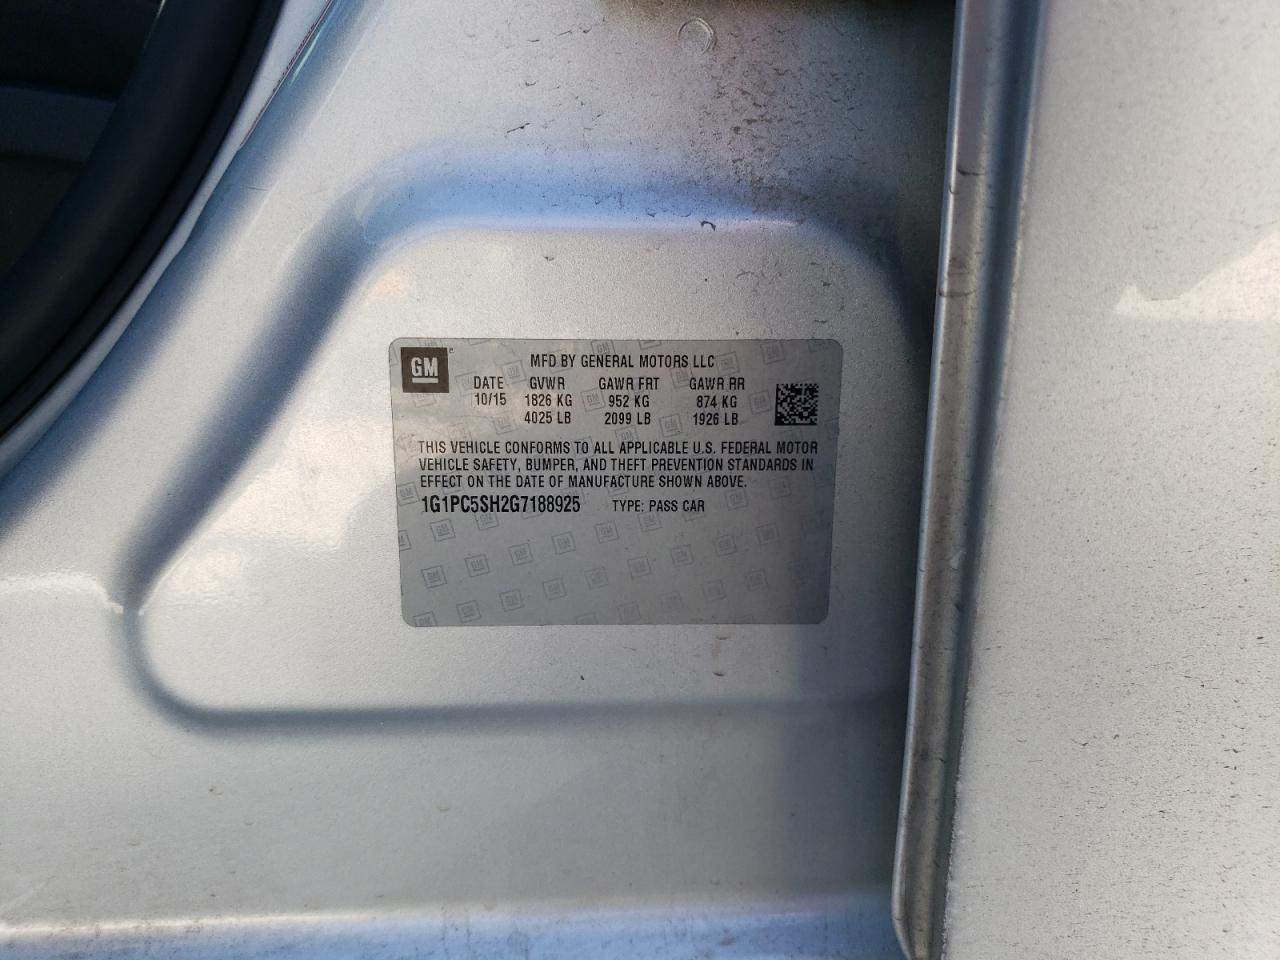 GM
MFD BY GENERAL MOTORS LLC
DATE GVWR GAWR FRT GAWR RR
10/15 1826 KG 952 KG 874 KG
4025 LB 2099 LB 1926 LB
THIS VEHICLE CONFORMS TO ALL APPLICABLE U.S. FEDERAL MOTOR
VEHICLE SAFETY, BUMPER, AND THEFT PREVENTION STANDARDS IN
EFFECT ON THE DATE OF MANUFACTURE SHOWN ABOVE.
1G1PC5SH2G7188925 TYPE: PASS CAR